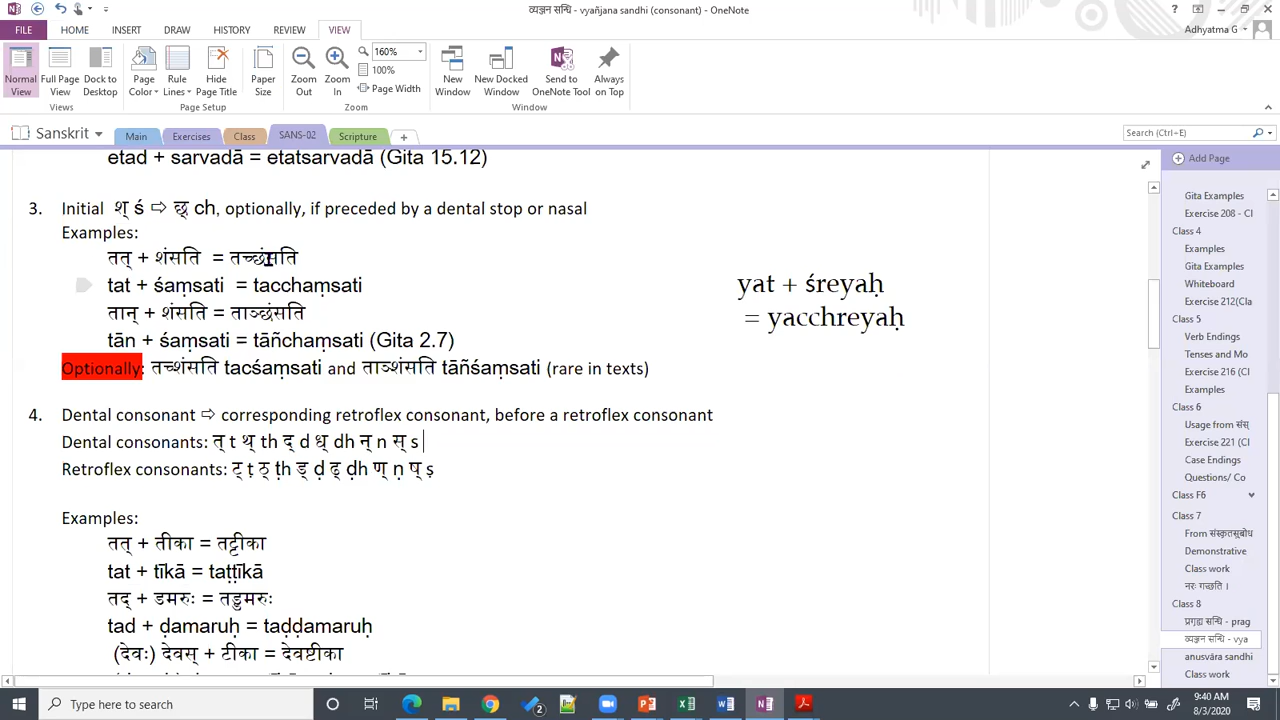 व्यञ्जन सन्धि - vyañjana sandhi (consonant) - OneNote
Adhyatma G
FILE HOME INSERT DRAW HISTORY REVIEW VIEW
Normal View
Full Page View
Dock to Desktop
Views
Page Color
Rule Lines
Hide Page Title
Page Setup
Paper Size
Zoom Out
Zoom In
160%
100%
Page Width
Zoom
New Window
New Docked Window
Send to OneNote Tool
Always on Top
Window
Sanskrit
Main Exercises Class SANS-02 Scripture
Search (Ctrl+E)
etad + sarvadā = etatsarvadā (Gita 15.12)
3. Initial श् ś ⇨ छ् ch, optionally, if preceded by a dental stop or nasal
Examples:
तत् + शंसति = तच्छंसति
tat + śaṃsati = tacchaṃsati
तान् + शंसति = ताञ्छंसति
tān + śaṃsati = tāñchaṃsati (Gita 2.7)
Optionally: तच्शंसति tacśaṃsati and ताञ्शंसति tāñśaṃsati (rare in texts)
yat + śreyaḥ
= yacchreyaḥ
4. Dental consonant ⇨ corresponding retroflex consonant, before a retroflex consonant
Dental consonants: त् t थ् th द् d ध् dh न् n स् s
Retroflex consonants: ट् ṭ ठ् ṭh ड् ḍ ढ् ḍh ण् ṇ ष् ṣ
Examples:
तत् + तीका = तट्टीका
tat + tīkā = taṭṭīkā
तद् + डमरुः = तड्डमरुः
tad + ḍamaruḥ = taḍḍamaruḥ
(देवः) देवस् + टीका = देवष्टीका
Add Page
Gita Examples
Exercise 208 - Cl
Class 4
Examples
Gita Examples
Whiteboard
Exercise 212(Cla
Class 5
Verb Endings
Tenses and Mo
Exercise 216 (Cl
Examples
Class 6
Usage from संस्
Exercise 221 (Cl
Case Endings
Questions/ Co
Class F6
Class 7
From संस्कृतसुबोध
Demonstrative
Class work
नरः गच्छति ।
Class 8
प्रगृह्य सन्धि - prag
व्यञ्जन सन्धि - vya
anusvāra sandhi
Class work
Type here to search
2
9:40 AM
8/3/2020